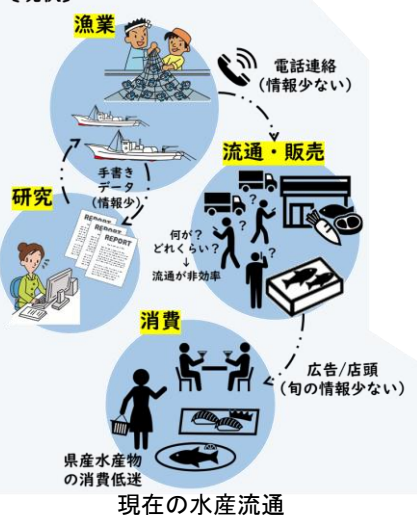 漁業
電話連絡
(情報少ない)
流通・販売
手書き
データ
(情報少)
研究
REPORT
REPORT
REPORT
何が？
どれくらい？
↓
流通が非効率
?
?
?
?
消費
広告/店頭
(旬の情報少ない)
県産水産物
の消費低迷
現在の水産流通